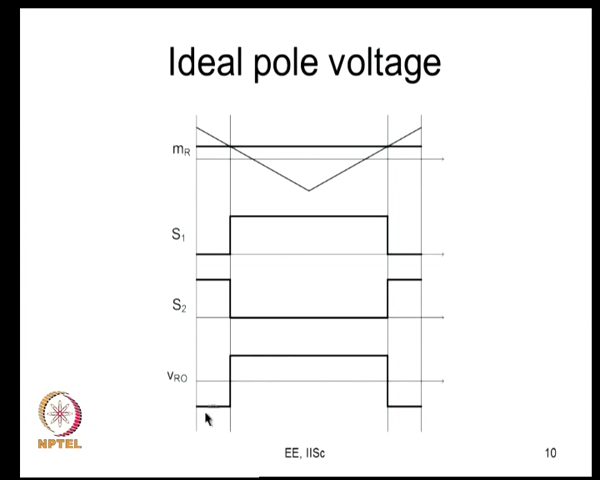 Ideal pole voltage
mR
S1
S2
vRO
NPTEL
EE, IISc
10